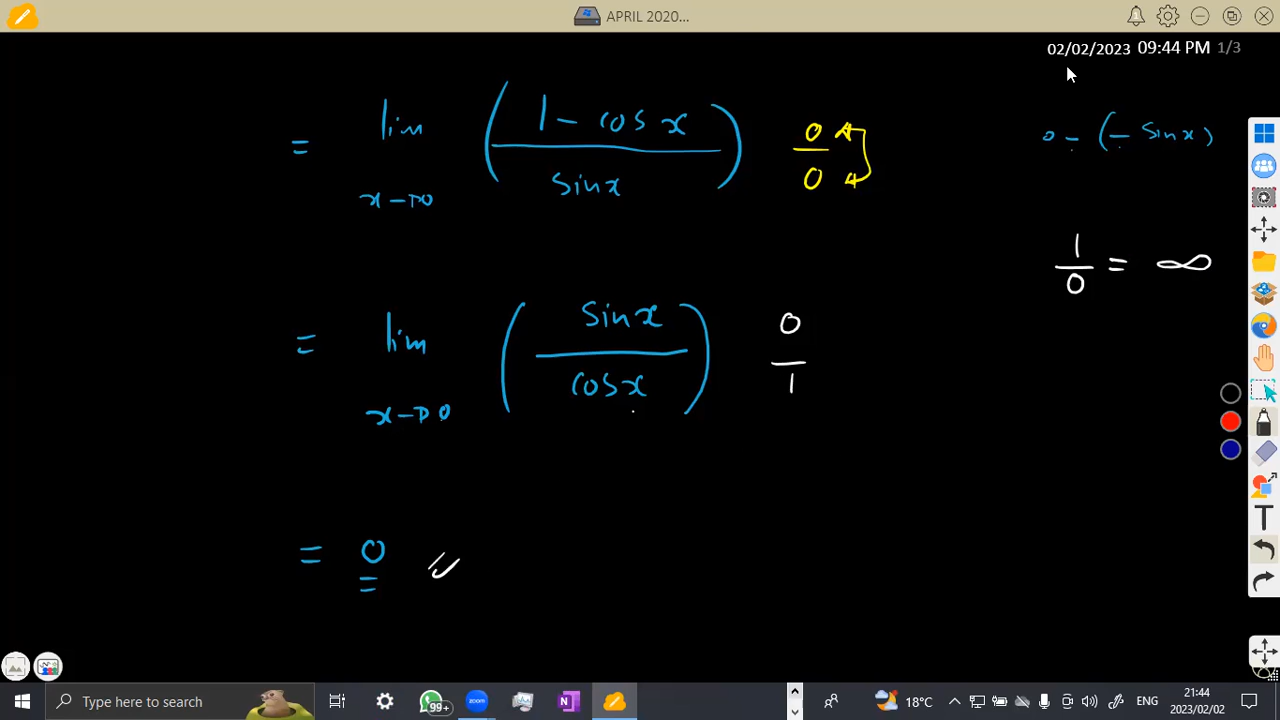 APRIL 2020...
02/02/2023 09:44 PM 1/3
= lim x→0 ( 1 - cos x / sin x ) 0/0
0 - ( - sin x )
1/0 = ∞
= lim x→0 ( sin x / cos x ) 0/1
= 0
Type here to search
99+
zoom
N
18°C
ENG
21:44
2023/02/02
T